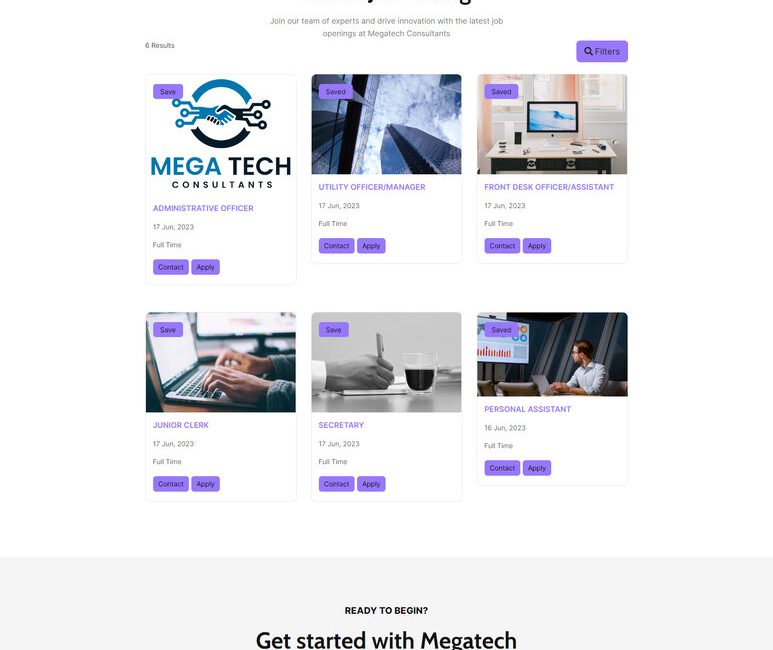 Join our team of experts and drive innovation with the latest job
openings at Megatech Consultants
6 Results
Filters
Save
MEGA TECH
CONSULTANTS
ADMINISTRATIVE OFFICER
17 Jun, 2023
Full Time
Contact Apply
Saved
UTILITY OFFICER/MANAGER
17 Jun, 2023
Full Time
Contact Apply
Saved
FRONT DESK OFFICER/ASSISTANT
17 Jun, 2023
Full Time
Contact Apply
Save
JUNIOR CLERK
17 Jun, 2023
Full Time
Contact Apply
Save
SECRETARY
17 Jun, 2023
Full Time
Contact Apply
Saved
PERSONAL ASSISTANT
16 Jun, 2023
Full Time
Contact Apply
READY TO BEGIN?
Get started with Megatech